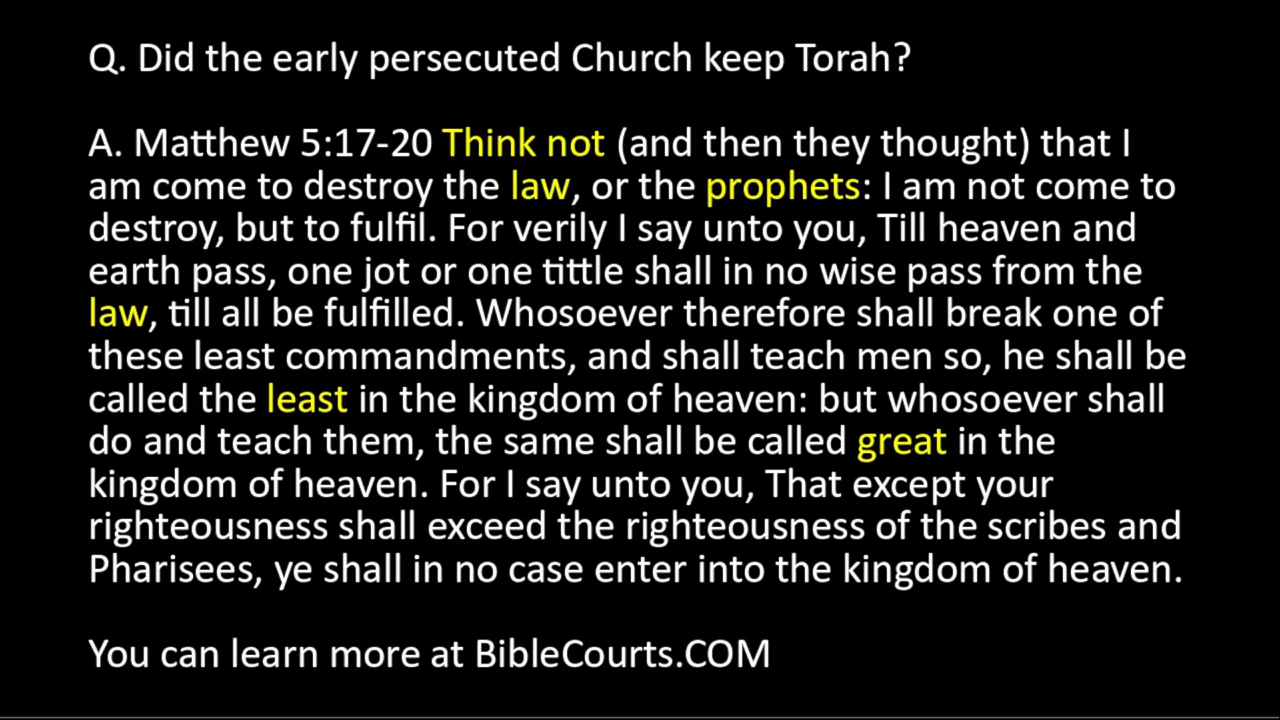 Q. Did the early persecuted Church keep Torah?
A. Matthew 5:17-20 Think not (and then they thought) that I
am come to destroy the law, or the prophets: I am not come to
destroy, but to fulfil. For verily I say unto you, Till heaven and
earth pass, one jot or one tittle shall in no wise pass from the
law, till all be fulfilled. Whosoever therefore shall break one of
these least commandments, and shall teach men so, he shall be
called the least in the kingdom of heaven: but whosoever shall
do and teach them, the same shall be called great in the
kingdom of heaven. For I say unto you, That except your
righteousness shall exceed the righteousness of the scribes and
Pharisees, ye shall in no case enter into the kingdom of heaven.
You can learn more at BibleCourts.COM